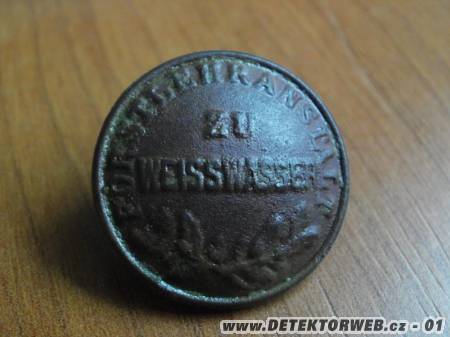 FORSTLEHRANSTALT
ZU
WEISSWASSER
www.DETEKTORWEB.cz - 01